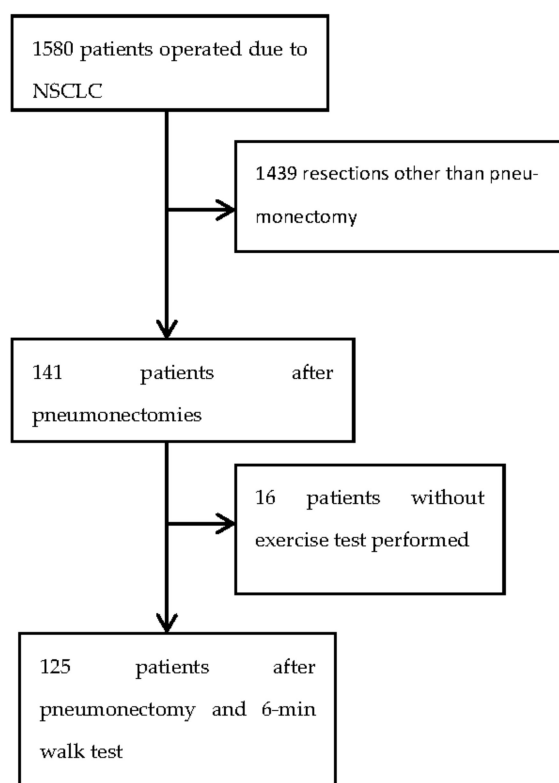 1580 patients operated due to
NSCLC
1439 resections other than pneu-
monectomy
141 patients after
pneumonectomies
16 patients without
exercise test performed
125 patients after
pneumonectomy and 6-min
walk test